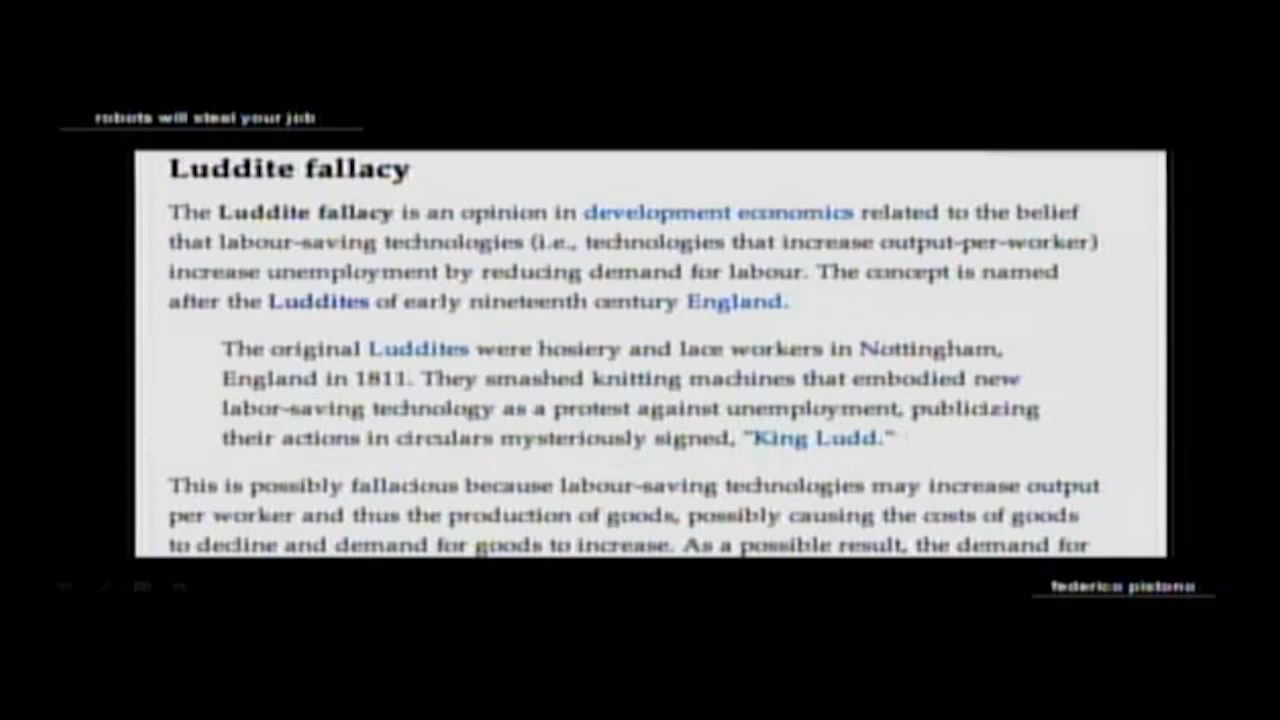 robots will steal your job
Luddite fallacy
The Luddite fallacy is an opinion in development economics related to the belief
that labour-saving technologies (i.e., technologies that increase output-per-worker)
increase unemployment by reducing demand for labour. The concept is named
after the Luddites of early nineteenth century England.
The original Luddites were hosiery and lace workers in Nottingham,
England in 1811. They smashed knitting machines that embodied new
labor-saving technology as a protest against unemployment, publicizing
their actions in circulars mysteriously signed, "King Ludd."
This is possibly fallacious because labour-saving technologies may increase output
per worker and thus the production of goods, possibly causing the costs of goods
to decline and demand for goods to increase. As a possible result, the demand for
federico pistono